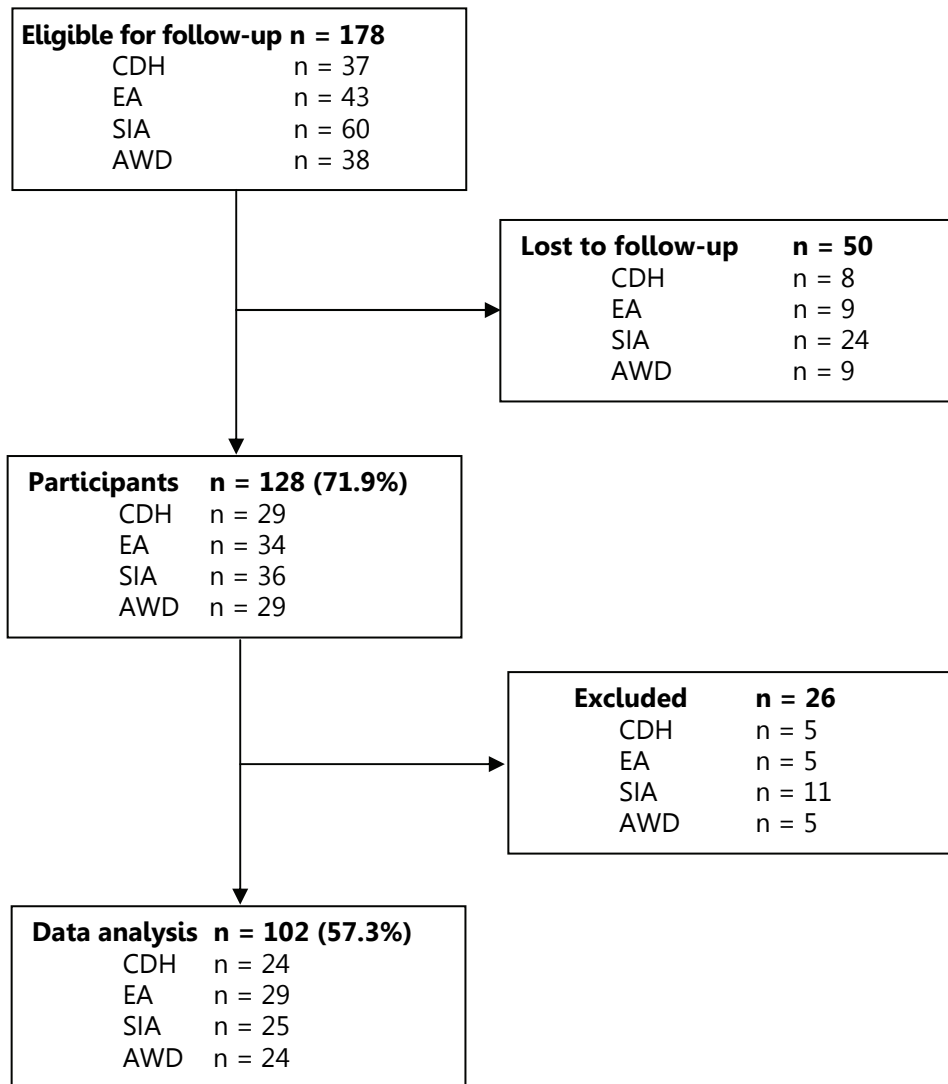 Eligible for follow-up n = 178
CDH n = 37
EA n = 43
SIA n = 60
AWD n = 38
Lost to follow-up n = 50
CDH n = 8
EA n = 9
SIA n = 24
AWD n = 9
Participants n = 128 (71.9%)
CDH n = 29
EA n = 34
SIA n = 36
AWD n = 29
Excluded n = 26
CDH n = 5
EA n = 5
SIA n = 11
AWD n = 5
Data analysis n = 102 (57.3%)
CDH n = 24
EA n = 29
SIA n = 25
AWD n = 24